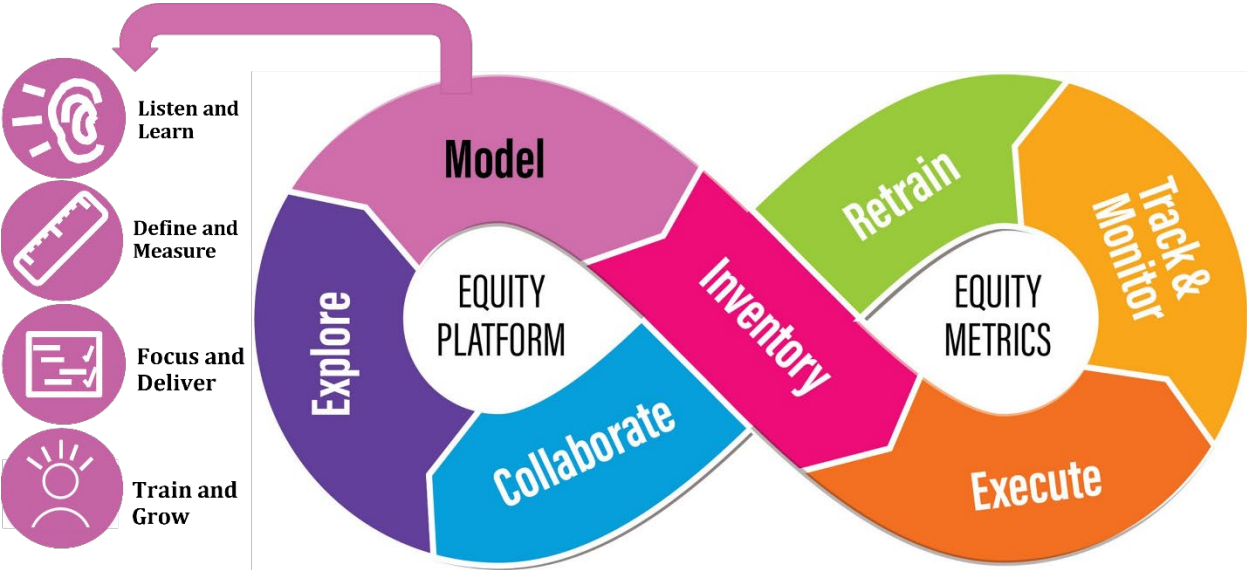 Listen and
Learn
Define and
Measure
Focus and
Deliver
Train and
Grow
Model
Explore
EQUITY
PLATFORM
Collaborate
Inventory
Retrain
Track &
Monitor
EQUITY
METRICS
Execute